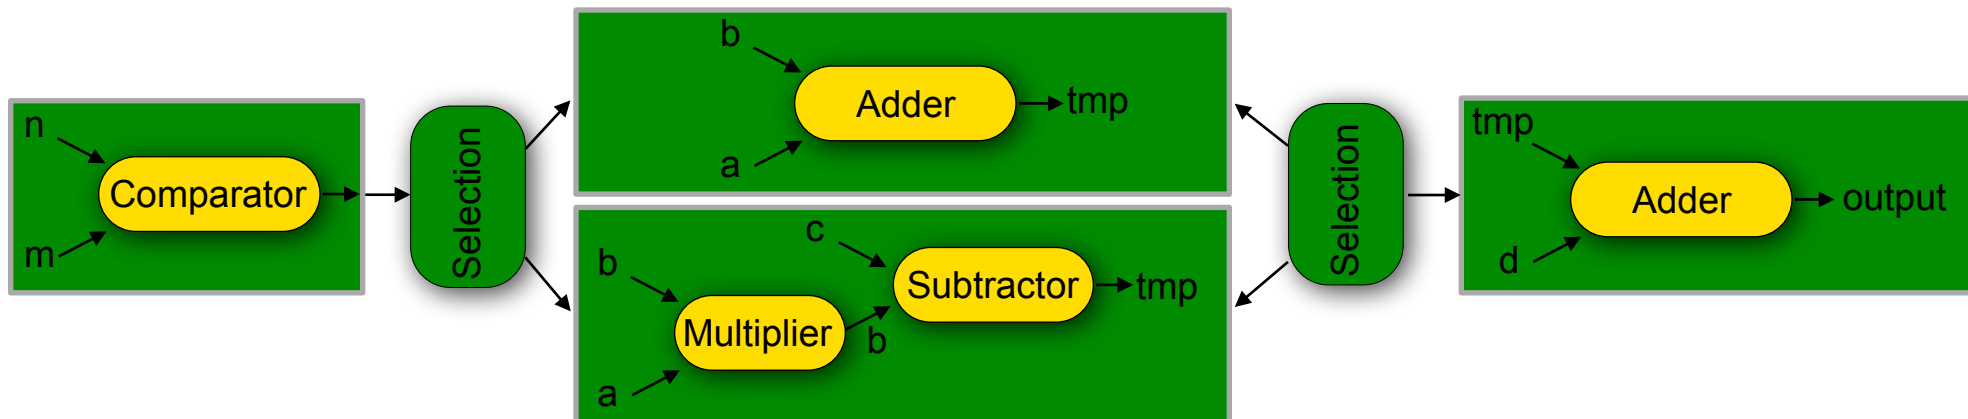 n
Comparator
m
Selection
b
Adder
a
tmp
b
Multiplier
a
b
c
Subtractor
tmp
Selection
tmp
Adder
d
output